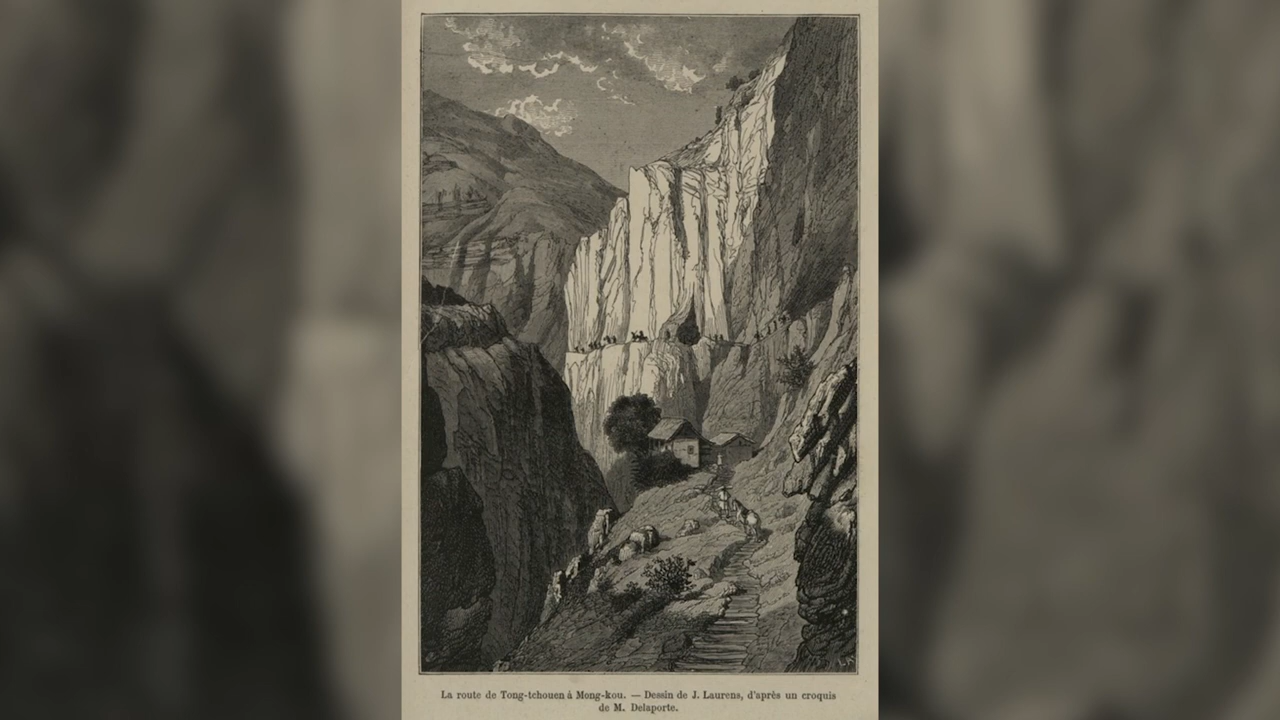 La route de Tong-tchouen à Mong-kou. — Dessin de J. Laurens, d'après un croquis
de M. Delaporte.